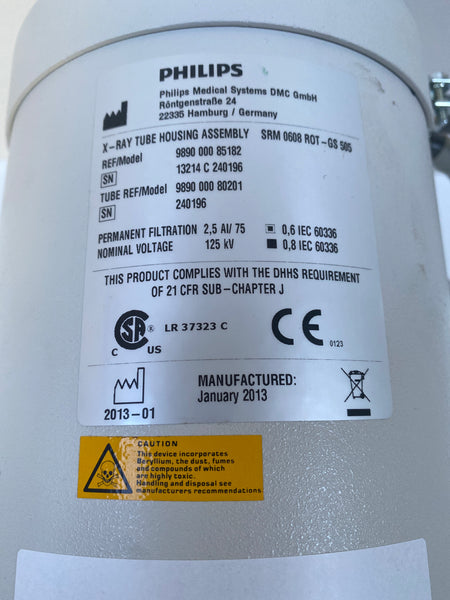 PHILIPS
Philips Medical Systems DMC GmbH
Röntgenstraße 24
22335 Hamburg / Germany
X-RAY TUBE HOUSING ASSEMBLY SRM 0608 ROT-GS 505
REF/Model 9890 000 85182
SN 13214 C 240196
TUBE REF/Model 9890 000 80201
SN 240196
PERMANENT FILTRATION 2,5 Al/ 75 0,6 IEC 60336
NOMINAL VOLTAGE 125 kV 0,8 IEC 60336
THIS PRODUCT COMPLIES WITH THE DHHS REQUIREMENT
OF 21 CFR SUB-CHAPTER J
C SA ® US LR 37323 C CE 0123
2013-01
MANUFACTURED:
January 2013
CAUTION
This device incorporates
Beryllium, the dust, fumes
and compounds of which
are highly toxic.
Handling and disposal see
manufacturers recommendations